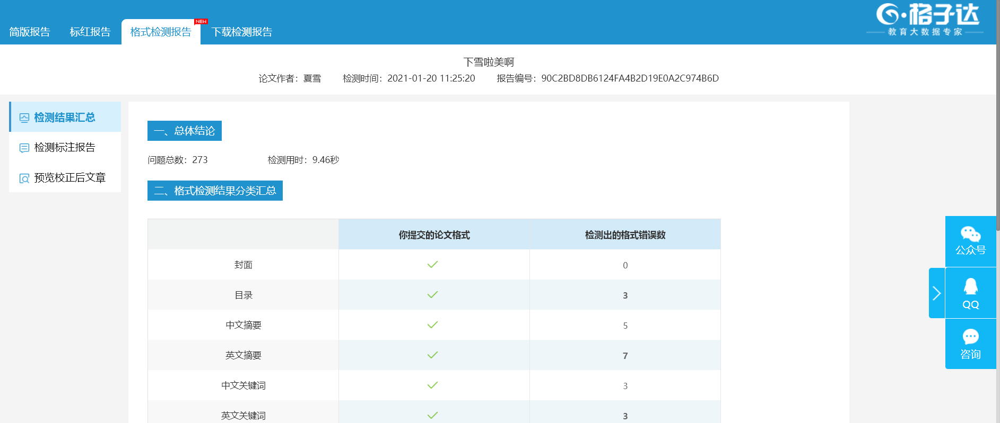 格子达
教育大数据专家
简版报告
标红报告
格式检测报告
NEW
下载检测报告
下雪啦美啊
论文作者：夏雪 检测时间：2021-01-20 11:25:20 报告编号：90C2BD8DB6124FA4B2D19E0A2C974B6D
检测结果汇总
检测标注报告
预览校正后文章
一、总体结论
问题总数：273 检测用时：9.46秒
二、格式检测结果分类汇总
你提交的论文格式 检测出的格式错误数
封面 0
目录 3
中文摘要 5
英文摘要 7
中文关键词 3
英文关键词 3
公众号
QQ
咨询